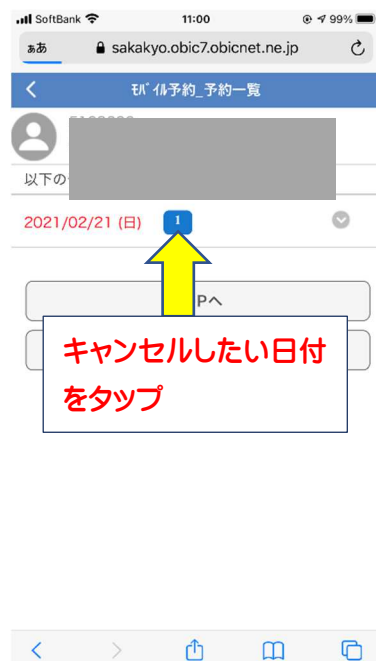 SoftBank 11:00 99%
ああ sakakyo.obic7.obicnet.ne.jp
ﾓﾊﾞｲﾙ予約_予約一覧
以下の
2021/02/21 (日) 1
Pへ
キャンセルしたい日付
をタップ